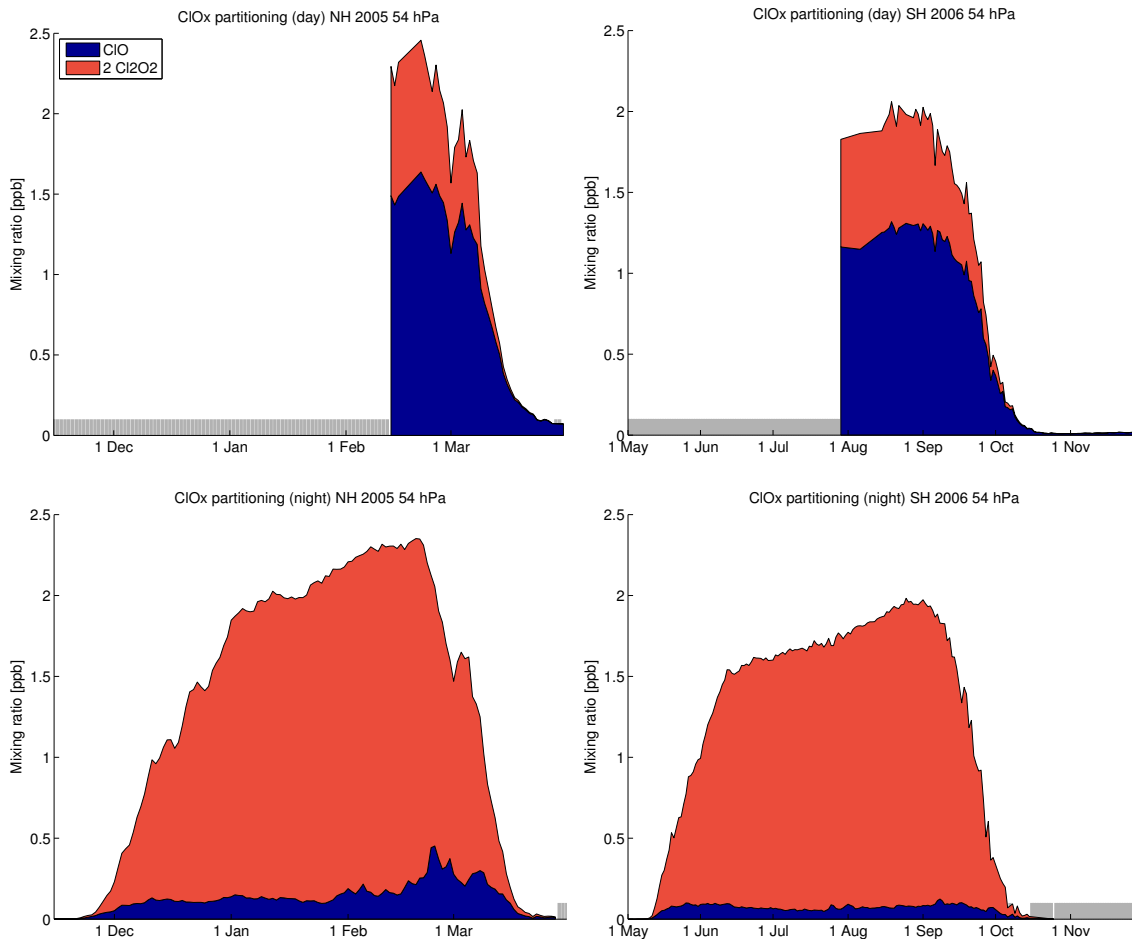 ClOx partitioning (day) NH 2005 54 hPa
2.5
2
1.5
1
0.5
0
Mixing ratio [ppb]
ClO
2 Cl2O2
1 Dec 1 Jan 1 Feb 1 Mar
ClOx partitioning (day) SH 2006 54 hPa
2.5
2
1.5
1
0.5
0
Mixing ratio [ppb]
1 May 1 Jun 1 Jul 1 Aug 1 Sep 1 Oct 1 Nov
ClOx partitioning (night) NH 2005 54 hPa
2.5
2
1.5
1
0.5
0
Mixing ratio [ppb]
1 Dec 1 Jan 1 Feb 1 Mar
ClOx partitioning (night) SH 2006 54 hPa
2.5
2
1.5
1
0.5
0
Mixing ratio [ppb]
1 May 1 Jun 1 Jul 1 Aug 1 Sep 1 Oct 1 Nov